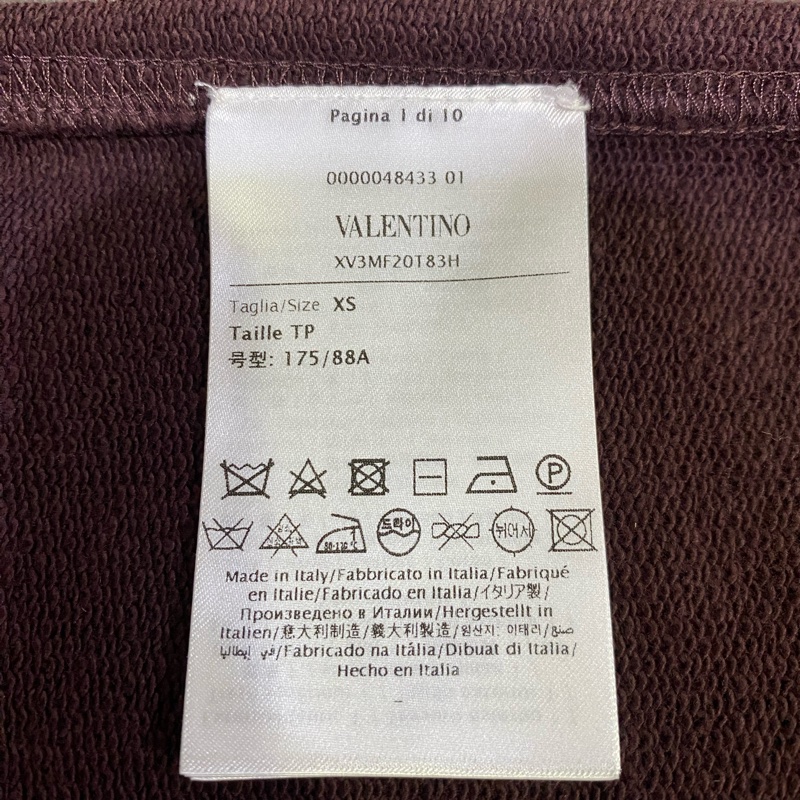 Pagina 1 di 10
0000048433 01
VALENTINO
XV3MF20T83H
Taglia/Size XS
Taille TP
号型: 175/88A
P
드라이
80-120°C
뉘어서
Made in Italy/Fabbricato in Italia/Fabriqué
en Italie/Fabricado en Italia/イタリア製/
Произведено в Италии/Hergestellt in
Italien/意大利制造/義大利製造/원산지: 이태리/صنع
في إيطاليا/Fabricado na Itália/Dibuat di Italia/
Hecho en Italia